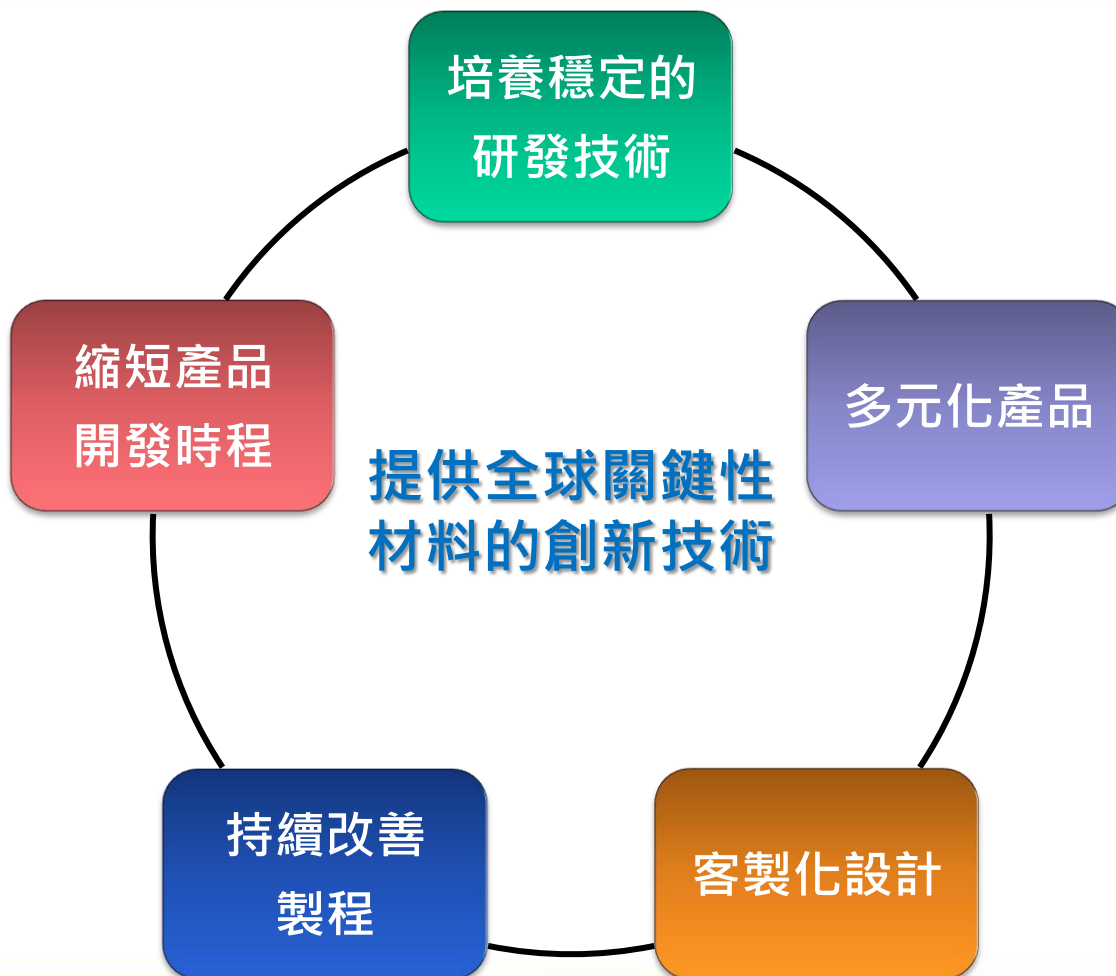 培養穩定的
研發技術
縮短產品
開發時程
多元化產品
提供全球關鍵性
材料的創新技術
持續改善
製程
客製化設計